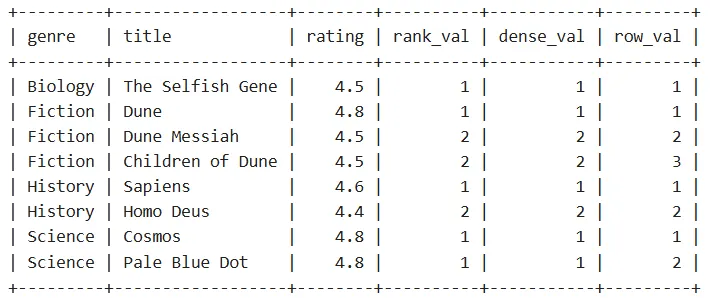 +---------+------------------+--------+----------+-----------+---------+
| genre   | title            | rating | rank_val | dense_val | row_val |
+---------+------------------+--------+----------+-----------+---------+
| Biology | The Selfish Gene |    4.5 |        1 |         1 |       1 |
| Fiction | Dune             |    4.8 |        1 |         1 |       1 |
| Fiction | Dune Messiah     |    4.5 |        2 |         2 |       2 |
| Fiction | Children of Dune |    4.5 |        2 |         2 |       3 |
| History | Sapiens          |    4.6 |        1 |         1 |       1 |
| History | Homo Deus        |    4.4 |        2 |         2 |       2 |
| Science | Cosmos           |    4.8 |        1 |         1 |       1 |
| Science | Pale Blue Dot    |    4.8 |        1 |         1 |       2 |
+---------+------------------+--------+----------+-----------+---------+